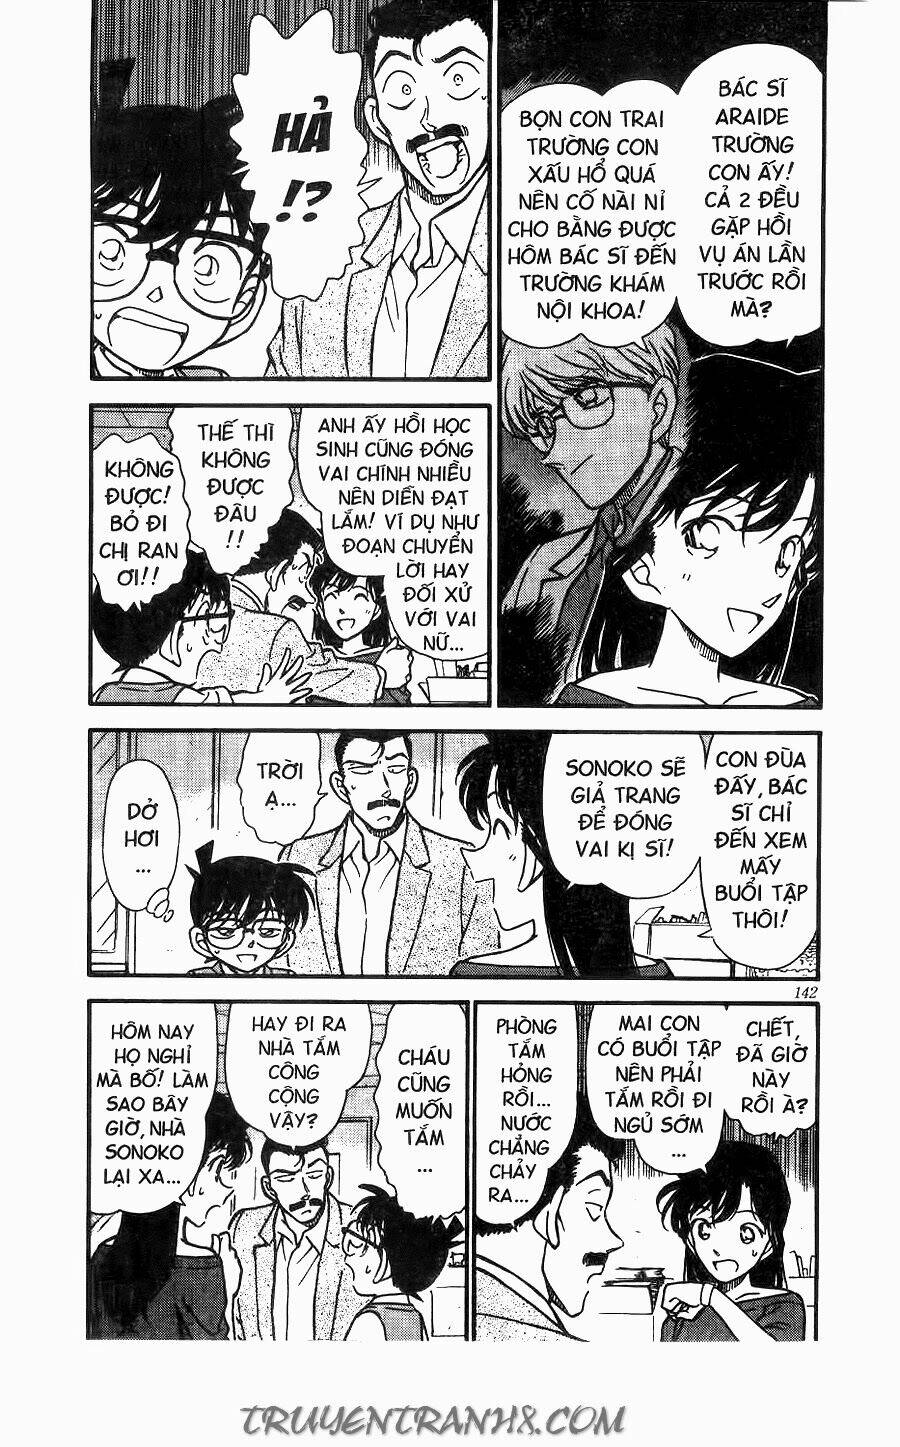 BÁC SĨ
ARAIDE
TRƯỜNG
CON ẤY!
CẢ 2 ĐỀU
GẶP HỒI
VỤ ÁN LẦN
TRƯỚC RỒI
MÀ?
BỌN CON TRAI
TRƯỜNG CON
XẤU HỔ QUÁ
NÊN CỐ NÀI NỈ
CHO BẰNG ĐƯỢC
HÔM BÁC SĨ ĐẾN
TRƯỜNG KHÁM
NỘI KHOA!
HẢ
!?
ANH ẤY HỒI HỌC
SINH CŨNG ĐÓNG
VAI CHÍNH NHIỀU
NÊN DIỄN ĐẠT
LẮM! VÍ DỤ NHƯ
ĐOẠN CHUYỂN
LỜI HAY
ĐỐI XỬ
VỚI VAI
NỮ...
THẾ THÌ
KHÔNG
ĐƯỢC
ĐÂU
!!
KHÔNG
ĐƯỢC!
BỎ ĐI
CHỊ RAN
ƠI!!
CON ĐÙA
ĐẤY, BÁC
SĨ CHỈ
ĐẾN XEM
MẤY
BUỔI TẬP
THÔI!
SONOKO SẼ
GIẢ TRANG
ĐỂ ĐÓNG
VAI KỊ SĨ!
TRỜI
Ạ...
DỞ
HƠI
...
142
CHẾT,
ĐÃ GIỜ
NÀY
RỒI À?
MAI CON
CÓ BUỔI TẬP
NÊN PHẢI
TẮM RỒI ĐI
NGỦ SỚM
...
PHÒNG
TẮM
HỎNG
RỒI...
NƯỚC
CHẲNG
CHẢY
RA...
CHÁU
CŨNG
MUỐN
TẮM
...
HAY ĐI RA
NHÀ TẮM
CÔNG
CỘNG
VẬY?
HÔM NAY
HỌ NGHỈ
MÀ BỐ! LÀM
SAO BÂY
GIỜ, NHÀ
SONOKO
LẠI XA...
TRUYENTRANH8.COM